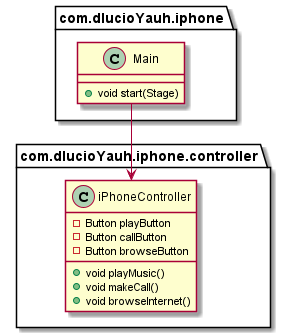 com.dlucioYauh.iphone
C Main
void start(Stage)
com.dlucioYauh.iphone.controller
C iPhoneController
Button playButton
Button callButton
Button browseButton
void playMusic()
void makeCall()
void browseInternet()